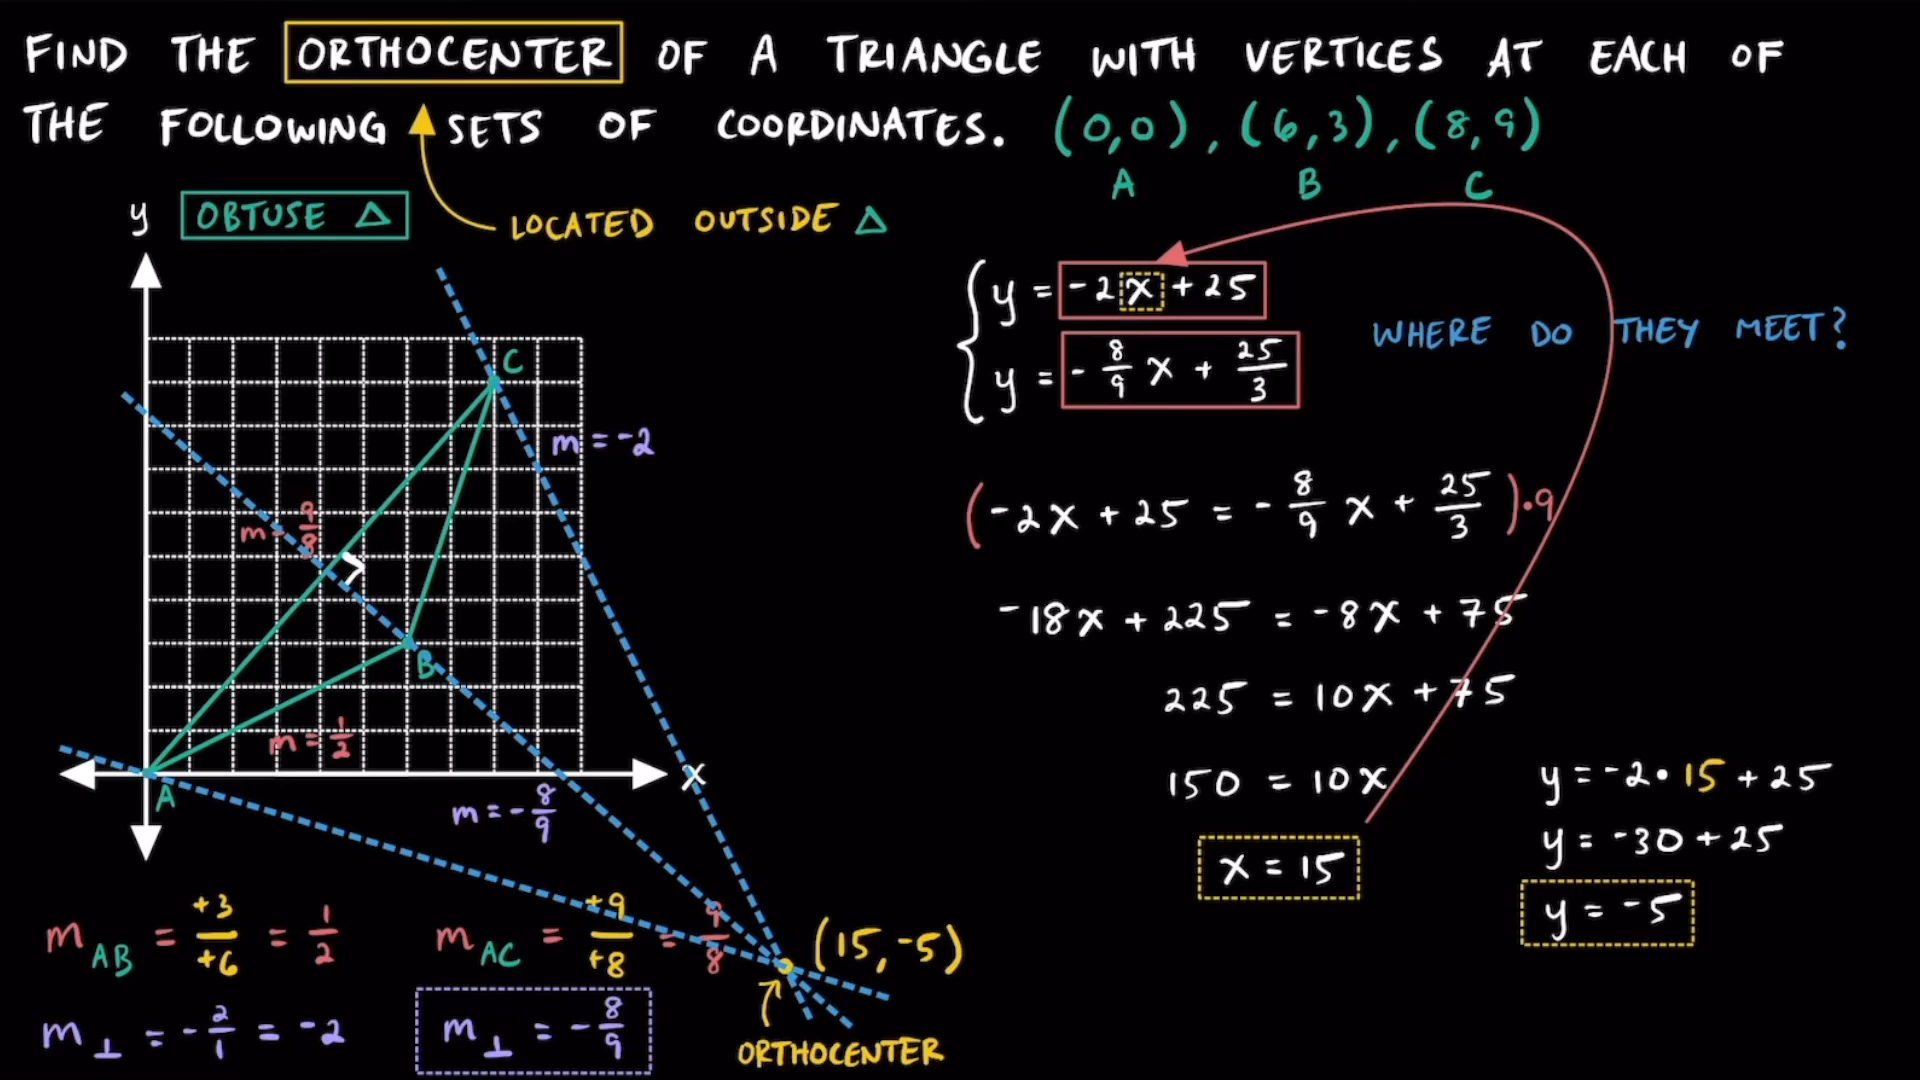 FIND THE ORTHOCENTER OF A TRIANGLE WITH VERTICES AT EACH OF
THE FOLLOWING SETS OF COORDINATES. (0,0), (6,3), (8,9)
A B C
y OBTUSE △ LOCATED OUTSIDE △
{ y = -2x + 25
y = -8/9 x + 25/3
WHERE DO THEY MEET?
C
m = -2
m = 9/8
B
m = 1/2
A
x
m = -8/9
(-2x + 25 = -8/9 x + 25/3)·9
-18x + 225 = -8x + 75
225 = 10x + 75
150 = 10x
x = 15
y = -2·15 + 25
y = -30 + 25
y = -5
m AB = +3/+6 = 1/2
m AC = +9/+8 = 9/8
(15,-5)
m⊥ = -2/1 = -2
m⊥ = -8/9
ORTHOCENTER